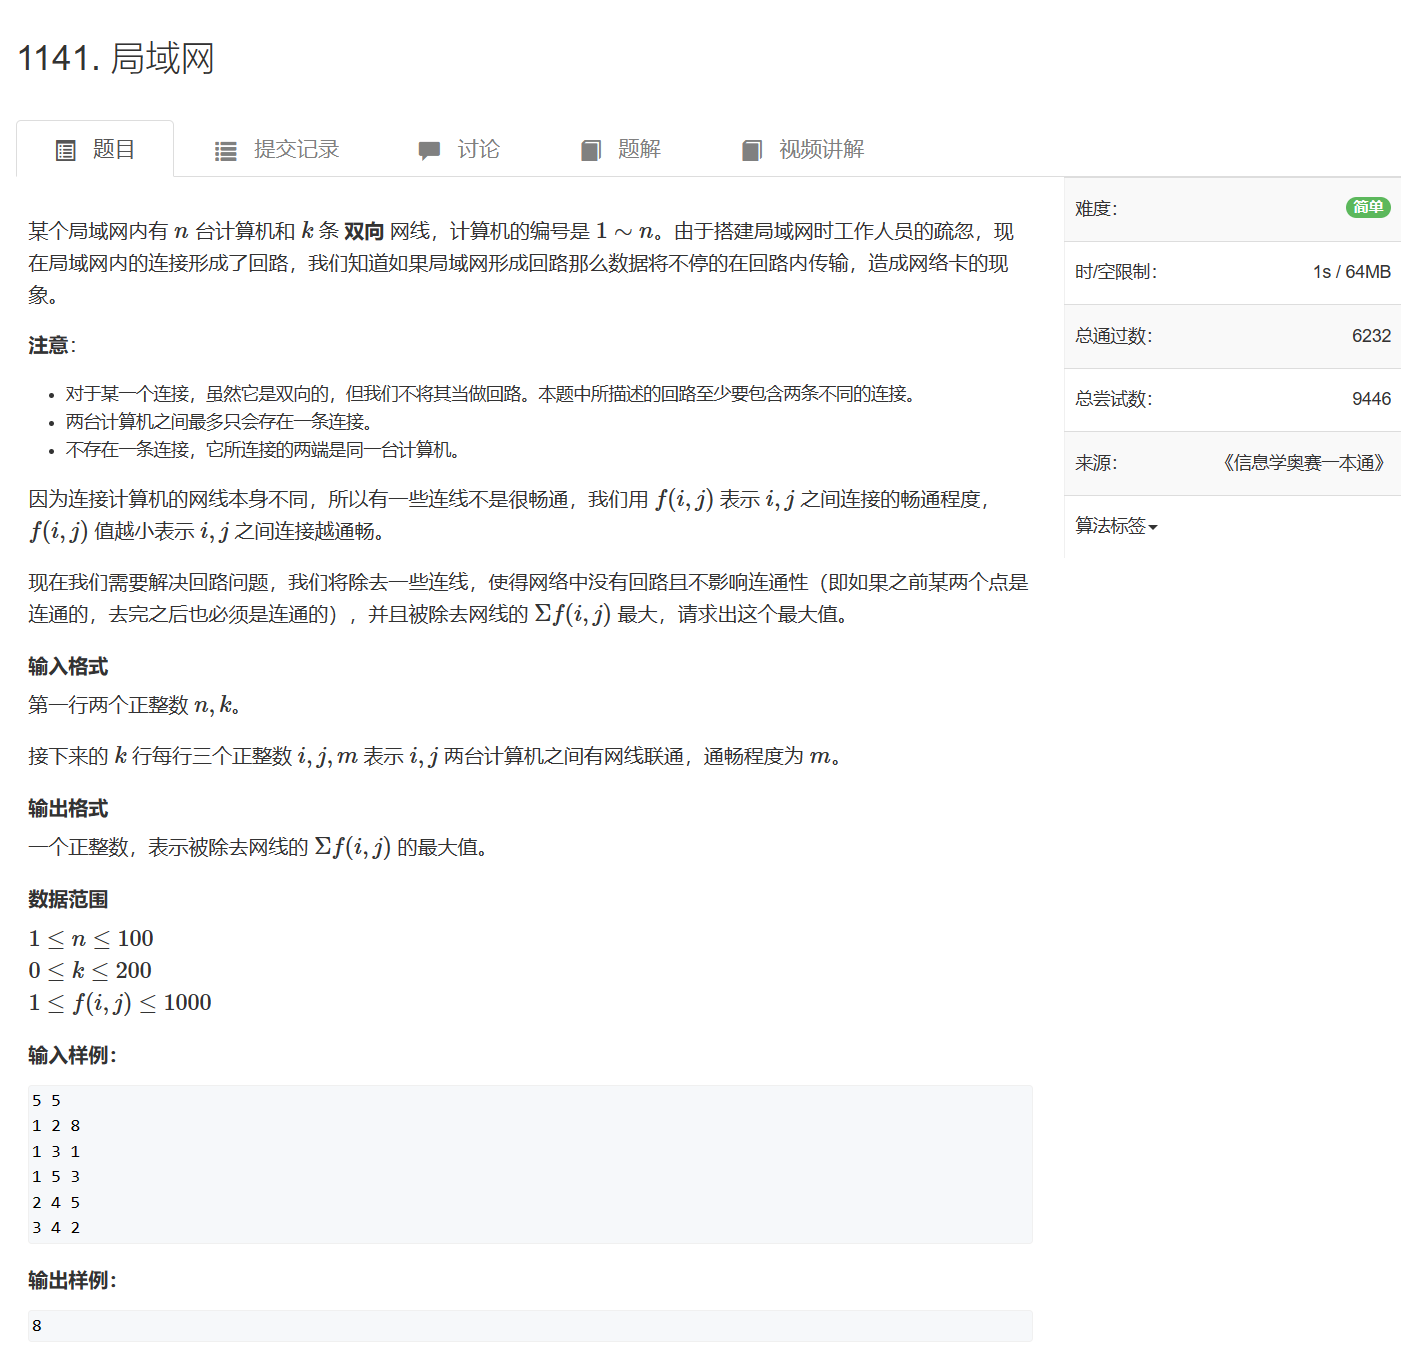 1141. 局域网
题目 提交记录 讨论 题解 视频讲解
某个局域网内有 n 台计算机和 k 条 双向 网线，计算机的编号是 1 ∼ n。由于搭建局域网时工作人员的疏忽，现
在局域网内的连接形成了回路，我们知道如果局域网形成回路那么数据将不停的在回路内传输，造成网络卡的现
象。
注意：
• 对于某一个连接，虽然它是双向的，但我们不将其当做回路。本题中所描述的回路至少要包含两条不同的连接。
• 两台计算机之间最多只会存在一条连接。
• 不存在一条连接，它所连接的两端是同一台计算机。
因为连接计算机的网线本身不同，所以有一些连线不是很畅通，我们用 f(i, j) 表示 i, j 之间连接的畅通程度，
f(i, j) 值越小表示 i, j 之间连接越通畅。
现在我们需要解决回路问题，我们将除去一些连线，使得网络中没有回路且不影响连通性（即如果之前某两个点是
连通的，去完之后也必须是连通的），并且被除去网线的 Σf(i, j) 最大，请求出这个最大值。
输入格式
第一行两个正整数 n, k。
接下来的 k 行每行三个正整数 i, j, m 表示 i, j 两台计算机之间有网线联通，通畅程度为 m。
输出格式
一个正整数，表示被除去网线的 Σf(i, j) 的最大值。
数据范围
1 ≤ n ≤ 100
0 ≤ k ≤ 200
1 ≤ f(i, j) ≤ 1000
输入样例：
5 5
1 2 8
1 3 1
1 5 3
2 4 5
3 4 2
输出样例：
8
难度： 简单
时/空限制： 1s / 64MB
总通过数： 6232
总尝试数： 9446
来源： 《信息学奥赛一本通》
算法标签